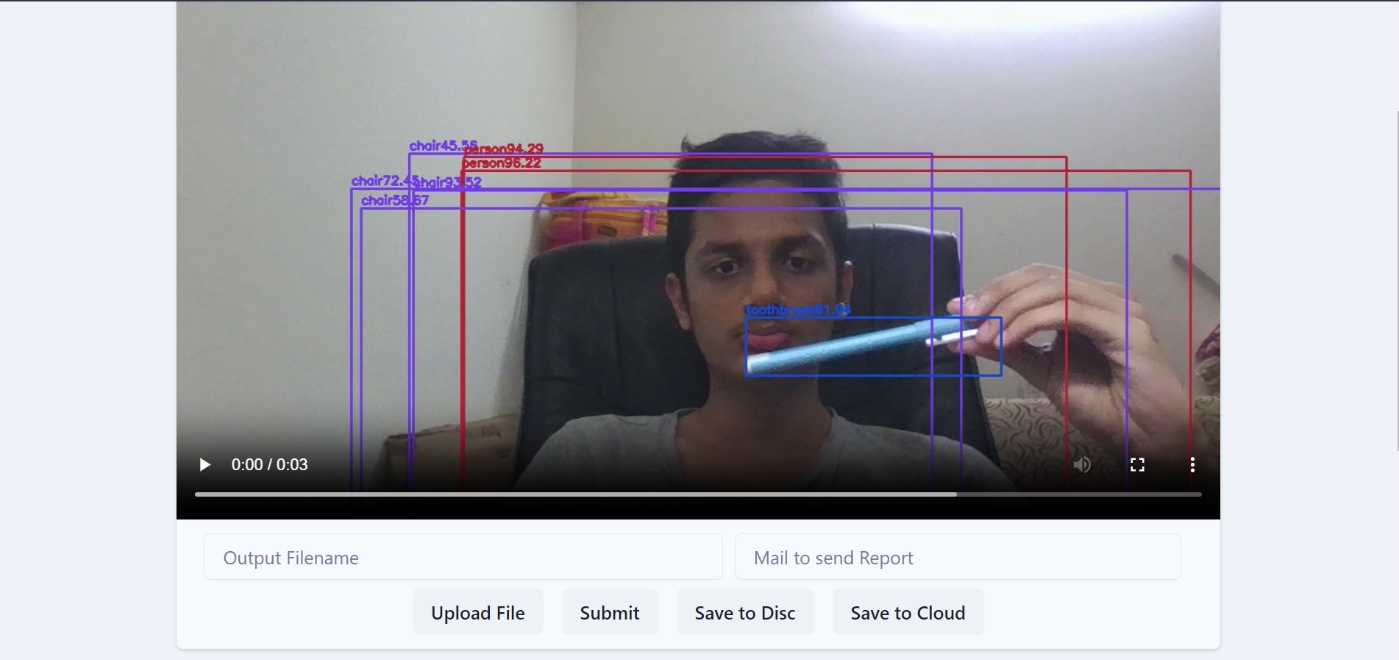 chair45.56
person94.29
person96.22
chair72.45
chair93.52
chair58.67
toothbrush81.04
0:00 / 0:03
Output Filename
Mail to send Report
Upload File
Submit
Save to Disc
Save to Cloud